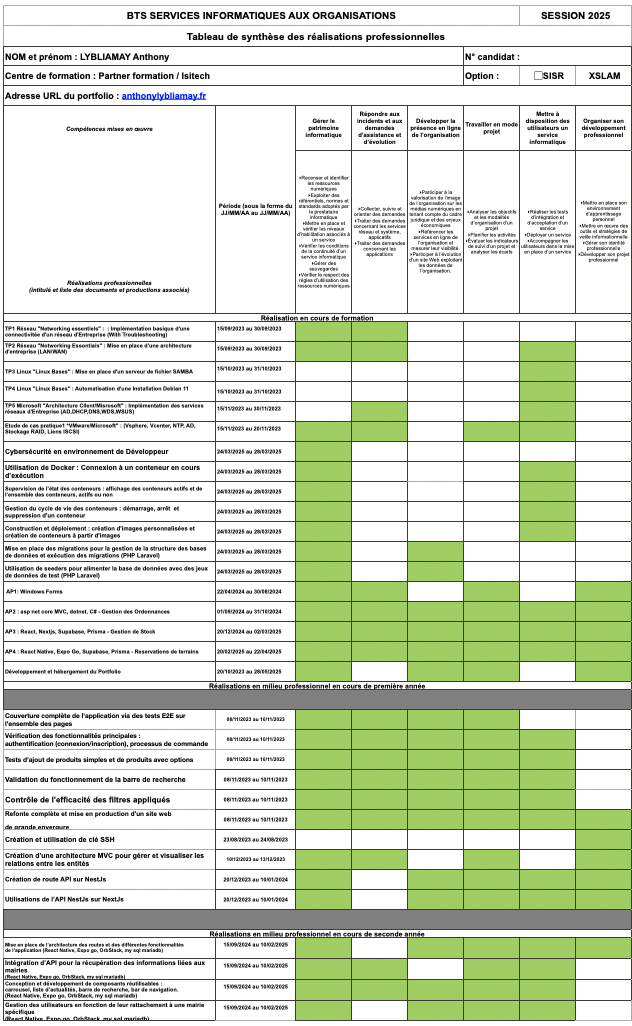 BTS SERVICES INFORMATIQUES AUX ORGANISATIONS
SESSION 2025
Tableau de synthèse des réalisations professionnelles
NOM et prénom : LYBLIAMAY Anthony
N° candidat :
Centre de formation : Partner formation / Isitech
Option :
SISR
XSLAM
Adresse URL du portfolio : anthonylybliamay.fr
Compétences mises en œuvre
Réalisations professionnelles
(intitulé et liste des documents et productions associés)
Période (sous la forme du
JJ/MM/AA au JJ/MM/AA)
Gérer le
patrimoine
informatique
Répondre aux
incidents et aux
demandes
d'assistance et
d'évolution
Développer la
présence en ligne
de l'organisation
Travailler en mode
projet
Mettre à
disposition des
utilisateurs un
service
informatique
Organiser son
développement
professionnel
•Recenser et identifier
les ressources
numériques
•Exploiter des
référentiels, normes et
standards adoptés par
le prestataire
informatique
•Mettre en place et
vérifier les niveaux
d'habilitation associés à
un service
•Vérifier les conditions
de la continuité d'un
service informatique
•Gérer des
sauvegardes
•Vérifier le respect des
règles d'utilisation des
ressources numériques
•Collecter, suivre et
orienter des demandes
•Traiter des demandes
concernant les services
réseau et système,
applicatifs
•Traiter des demandes
concernant les
applications
•Participer à la
valorisation de l'image
de l'organisation sur les
médias numériques en
tenant compte du cadre
juridique et des enjeux
économiques
•Référencer les
services en ligne de
l'organisation et
mesurer leur visibilité.
•Participer à l'évolution
d'un site Web exploitant
les données de
l'organisation.
•Analyser les objectifs
et les modalités
d'organisation d'un
projet
•Planifier les activités
•Évaluer les indicateurs
de suivi d'un projet et
analyser les écarts
•Réaliser les tests
d'intégration et
d'acceptation d'un
service
•Déployer un service
•Accompagner les
utilisateurs dans la mise
en place d'un service
•Mettre en place son
environnement
d'apprentissage
personnel
•Mettre en œuvre des
outils et stratégies de
veille informationnelle
•Gérer son identité
professionnelle
•Développer son projet
professionnel
Réalisation en cours de formation
TP1 Réseau "Networking essentiels" : : Implémentation basique d'une
connectivitée d'un réseau d'Entreprise (With Troubleshooting)
15/09/2023 au 30/09/2023
TP2 Réseau "Networking Essentials" : Mise en place d'une architecture
d'entreprise (LAN/WAN)
15/09/2023 au 30/09/2023
TP3 Linux "Linux Bases" : Mise en place d'un serveur de fichier SAMBA
15/10/2023 au 31/10/2023
TP4 Linux "Linux Bases" : Automatisation d'une Installation Debian 11
15/10/2023 au 31/10/2023
TP5 Microsoft "Architecture Client/Microsoft" : Implémentation des services
réseaux d'Entreprise (AD,DHCP,DNS,WDS,WSUS)
15/11/2023 au 30/11/2023
Etude de cas pratique1 "VMware/Microsoft" : (Vsphere, Vcenter, NTP, AD,
Stockage RAID, Liens ISCSI)
15/11/2023 au 20/11/2023
Cybersécurité en environnement de Développeur
24/03/2025 au 28/03/2025
Utilisation de Docker : Connexion à un conteneur en cours
d'exécution
24/03/2025 au 28/03/2025
Supervision de l'état des conteneurs : affichage des conteneurs actifs et de
l'ensemble des conteneurs, actifs ou non
24/03/2025 au 28/03/2025
Gestion du cycle de vie des conteneurs : démarrage, arrêt et
suppression d'un conteneur
24/03/2025 au 28/03/2025
Construction et déploiement : création d'images personnalisées et
création de conteneurs à partir d'images
24/03/2025 au 28/03/2025
Mise en place des migrations pour la gestion de la structure des bases
de données et exécution des migrations (PHP Laravel)
24/03/2025 au 28/03/2025
Utilisation de seeders pour alimenter la base de données avec des jeux
de données de test (PHP Laravel)
24/03/2025 au 28/03/2025
AP1: Windows Forms
22/04/2024 au 30/08/2024
AP2 : asp net core MVC, dotnet, C# - Gestion des Ordonnances
01/09/2024 au 31/10/2024
AP3 : React, Nextjs, Supabase, Prisma - Gestion de Stock
20/12/2024 au 02/03/2025
AP4 : React Native, Expo Go, Supabase, Prisma - Reservations de terrains
20/02/2025 au 22/04/2025
Développement et hébergement du Portfolio
20/10/2023 au 28/05/2025
Réalisations en milieu professionnel en cours de première année
Couverture complète de l'application via des tests E2E sur
l'ensemble des pages
08/11/2023 au 10/11/2023
Vérification des fonctionnalités principales :
authentification (connexion/inscription), processus de commande
08/11/2023 au 10/11/2023
Tests d'ajout de produits simples et de produits avec options
08/11/2023 au 10/11/2023
Validation du fonctionnement de la barre de recherche
08/11/2023 au 10/11/2023
Contrôle de l'efficacité des filtres appliqués
08/11/2023 au 10/11/2023
Refonte complète et mise en production d'un site web
de grande envergure
08/11/2023 au 10/11/2023
Création et utilisation de clé SSH
23/08/2023 au 24/08/2023
Création d'une architecture MVC pour gérer et visualiser les
relations entre les entités
10/12/2023 au 13/12/2023
Création de route API sur NestJs
20/12/2023 au 10/01/2024
Utilisations de l'API NestJs sur NextJs
20/12/2023 au 10/01/2024
Réalisations en milieu professionnel en cours de seconde année
Mise en place de l'architecture des routes et des différentes fonctionnalités
de l'application (React Native, Expo go, OrbStack, my sql mariadb)
15/09/2024 au 10/02/2025
Intégration d'API pour la récupération des informations liées aux
mairies
(React Native, Expo go, OrbStack, my sql mariadb)
15/09/2024 au 10/02/2025
Conception et développement de composants réutilisables :
carrousel, liste d'actualités, barre de recherche, bar de navigation.
(React Native, Expo go, OrbStack, my sql mariadb)
15/09/2024 au 10/02/2025
Gestion des utilisateurs en fonction de leur rattachement à une mairie
spécifique
(React Native, Expo go, OrbStack, my sql mariadb)
15/09/2024 au 10/02/2025